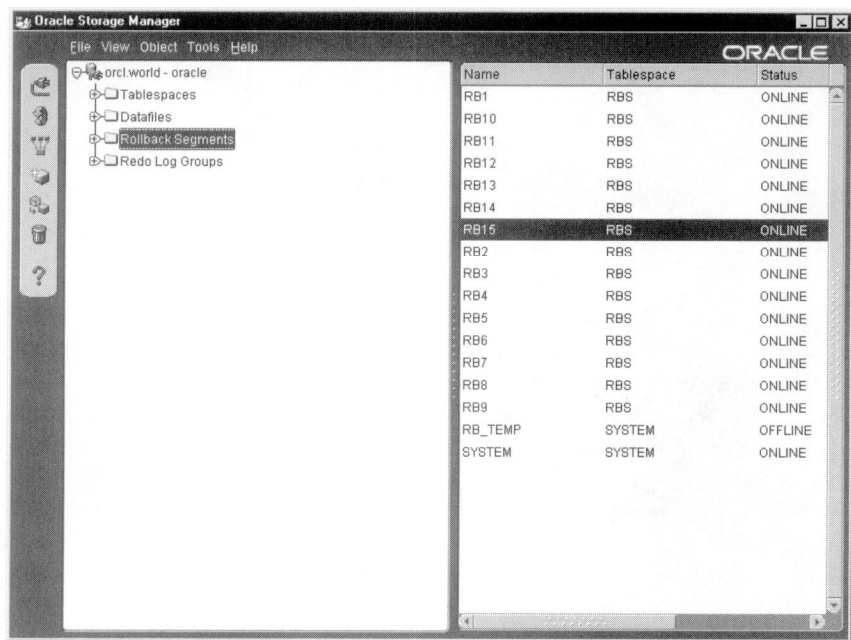 Oracle Storage Manager
File View Object Tools Help
ORACLE
orcl.world - oracle
Tablespaces
Datafiles
Rollback Segments
Redo Log Groups
Name Tablespace Status
RB1 RBS ONLINE
RB10 RBS ONLINE
RB11 RBS ONLINE
RB12 RBS ONLINE
RB13 RBS ONLINE
RB14 RBS ONLINE
RB15 RBS ONLINE
RB2 RBS ONLINE
RB3 RBS ONLINE
RB4 RBS ONLINE
RB5 RBS ONLINE
RB6 RBS ONLINE
RB7 RBS ONLINE
RB8 RBS ONLINE
RB9 RBS ONLINE
RB_TEMP SYSTEM OFFLINE
SYSTEM SYSTEM ONLINE